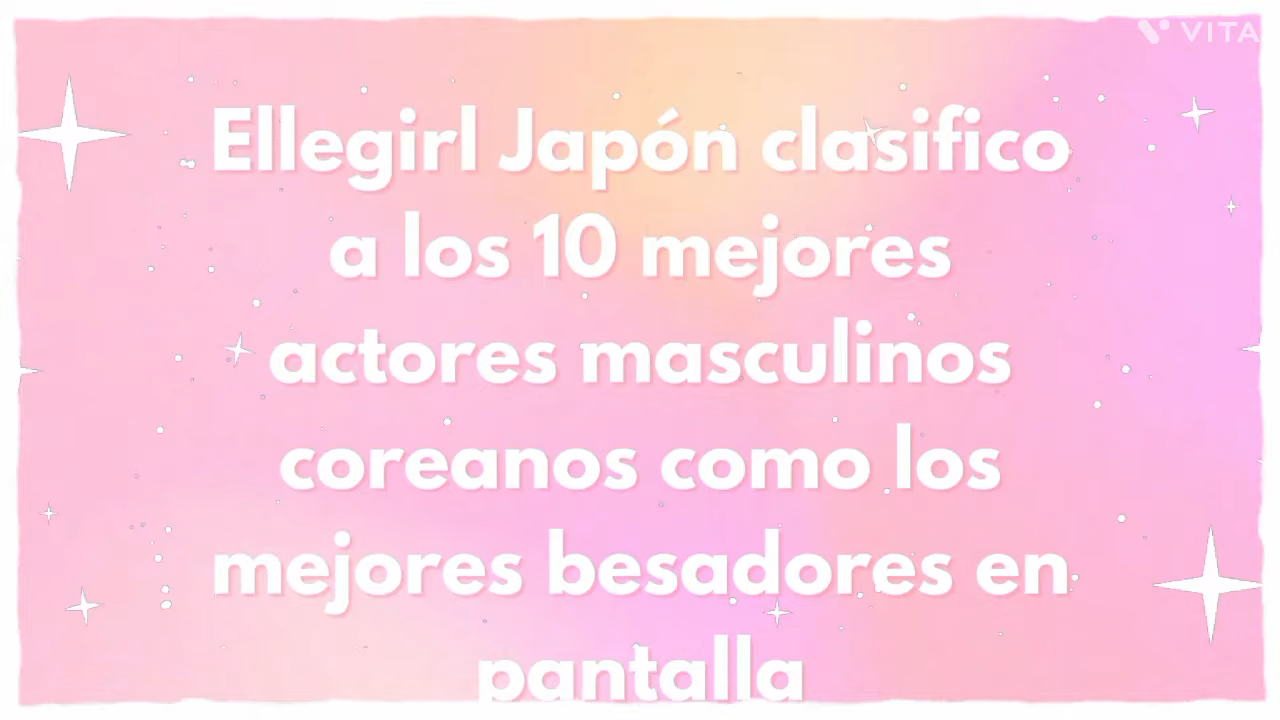 VITA
Ellegirl Japón clasifico
a los 10 mejores
actores masculinos
coreanos como los
mejores besadores en
pantalla